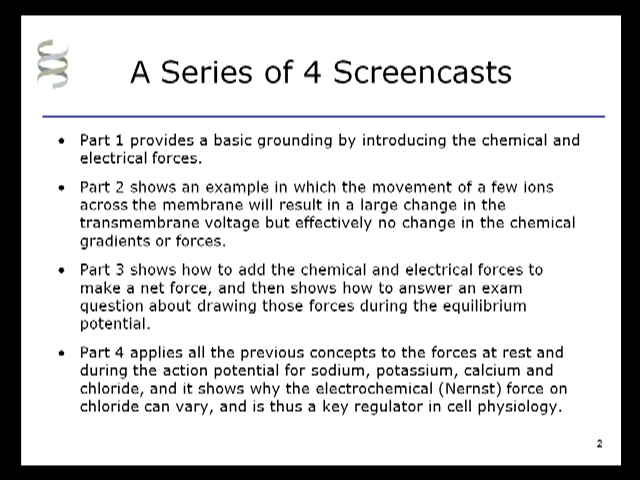 A Series of 4 Screencasts
• Part 1 provides a basic grounding by introducing the chemical and
electrical forces.
• Part 2 shows an example in which the movement of a few ions
across the membrane will result in a large change in the
transmembrane voltage but effectively no change in the chemical
gradients or forces.
• Part 3 shows how to add the chemical and electrical forces to
make a net force, and then shows how to answer an exam
question about drawing those forces during the equilibrium
potential.
• Part 4 applies all the previous concepts to the forces at rest and
during the action potential for sodium, potassium, calcium and
chloride, and it shows why the electrochemical (Nernst) force on
chloride can vary, and is thus a key regulator in cell physiology.
2